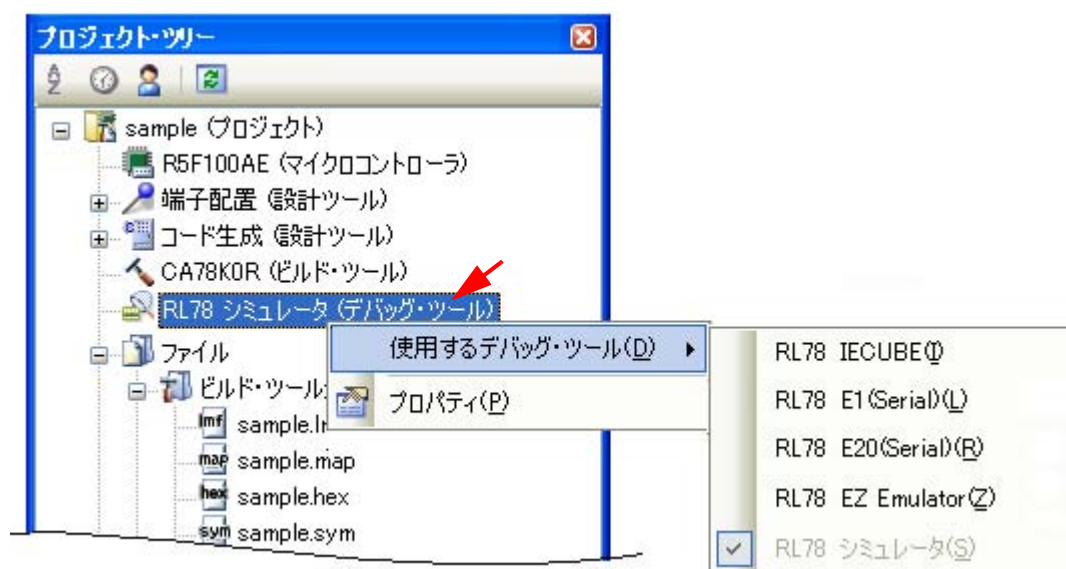 プロジェクト・ツリー
sample (プロジェクト)
R5F100AE (マイクロコントローラ)
端子配置 (設計ツール)
コード生成 (設計ツール)
CA78K0R (ビルド・ツール)
RL78 シミュレータ (デバッグ・ツール)
ファイル
ビルド・ツール
sample.lm
sample.map
sample.hex
sample.sym
使用するデバッグ・ツール(D)
プロパティ(P)
RL78 IECUBE(I)
RL78 E1(Serial)(L)
RL78 E20(Serial)(R)
RL78 EZ Emulator(Z)
RL78 シミュレータ(S)